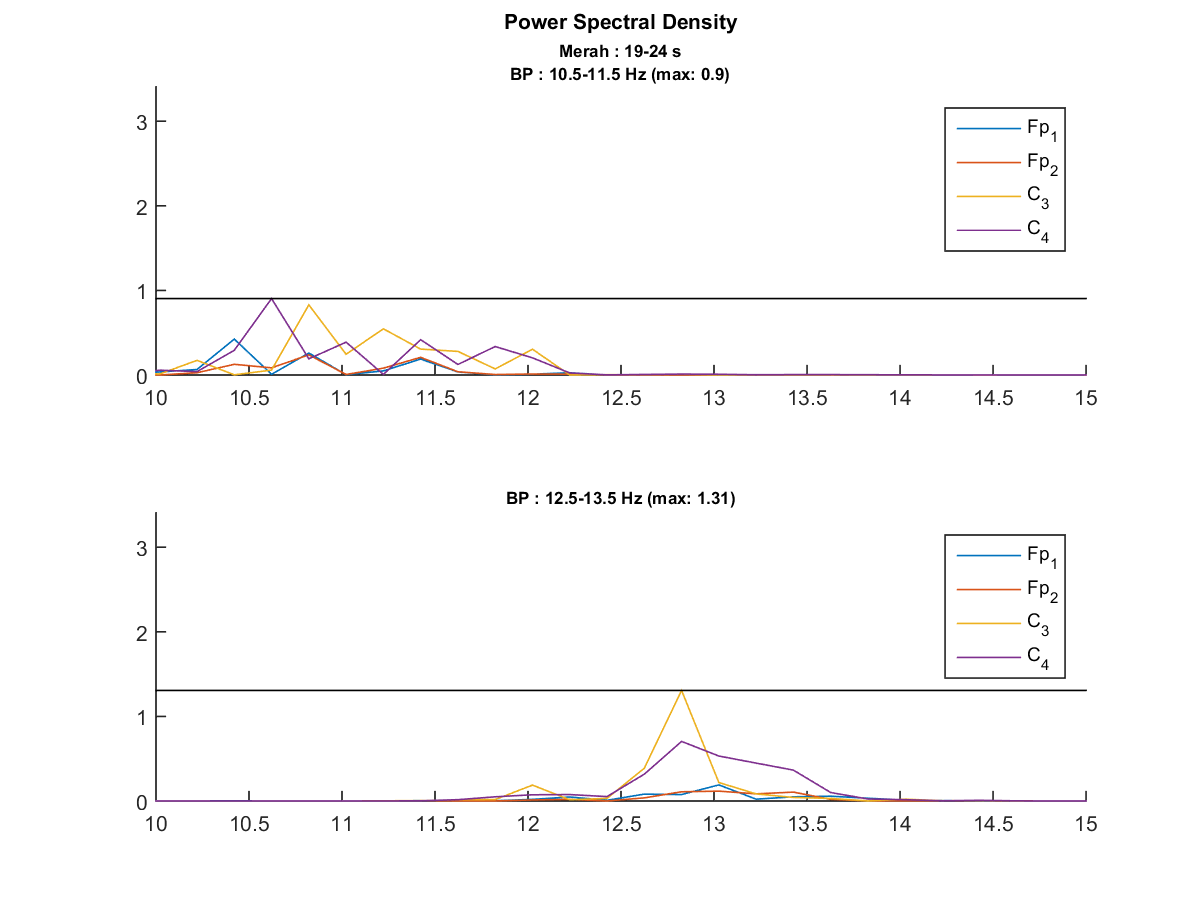 Power Spectral Density
Merah : 19-24 s
BP : 10.5-11.5 Hz (max: 0.9)
3
2
1
0
10 10.5 11 11.5 12 12.5 13 13.5 14 14.5 15
Fp1
Fp2
C3
C4
BP : 12.5-13.5 Hz (max: 1.31)
3
2
1
0
10 10.5 11 11.5 12 12.5 13 13.5 14 14.5 15
Fp1
Fp2
C3
C4